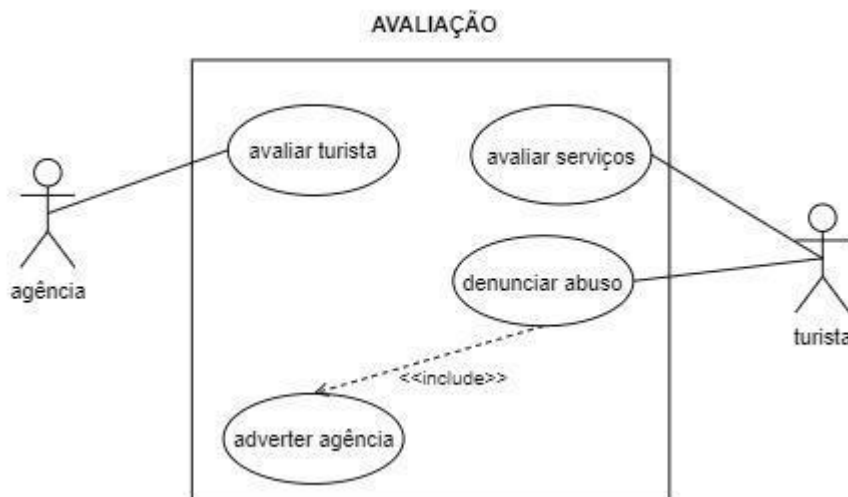 AVALIAÇÃO
avaliar turista
avaliar serviços
agência
denunciar abuso
turista
<<include>>
adverter agência